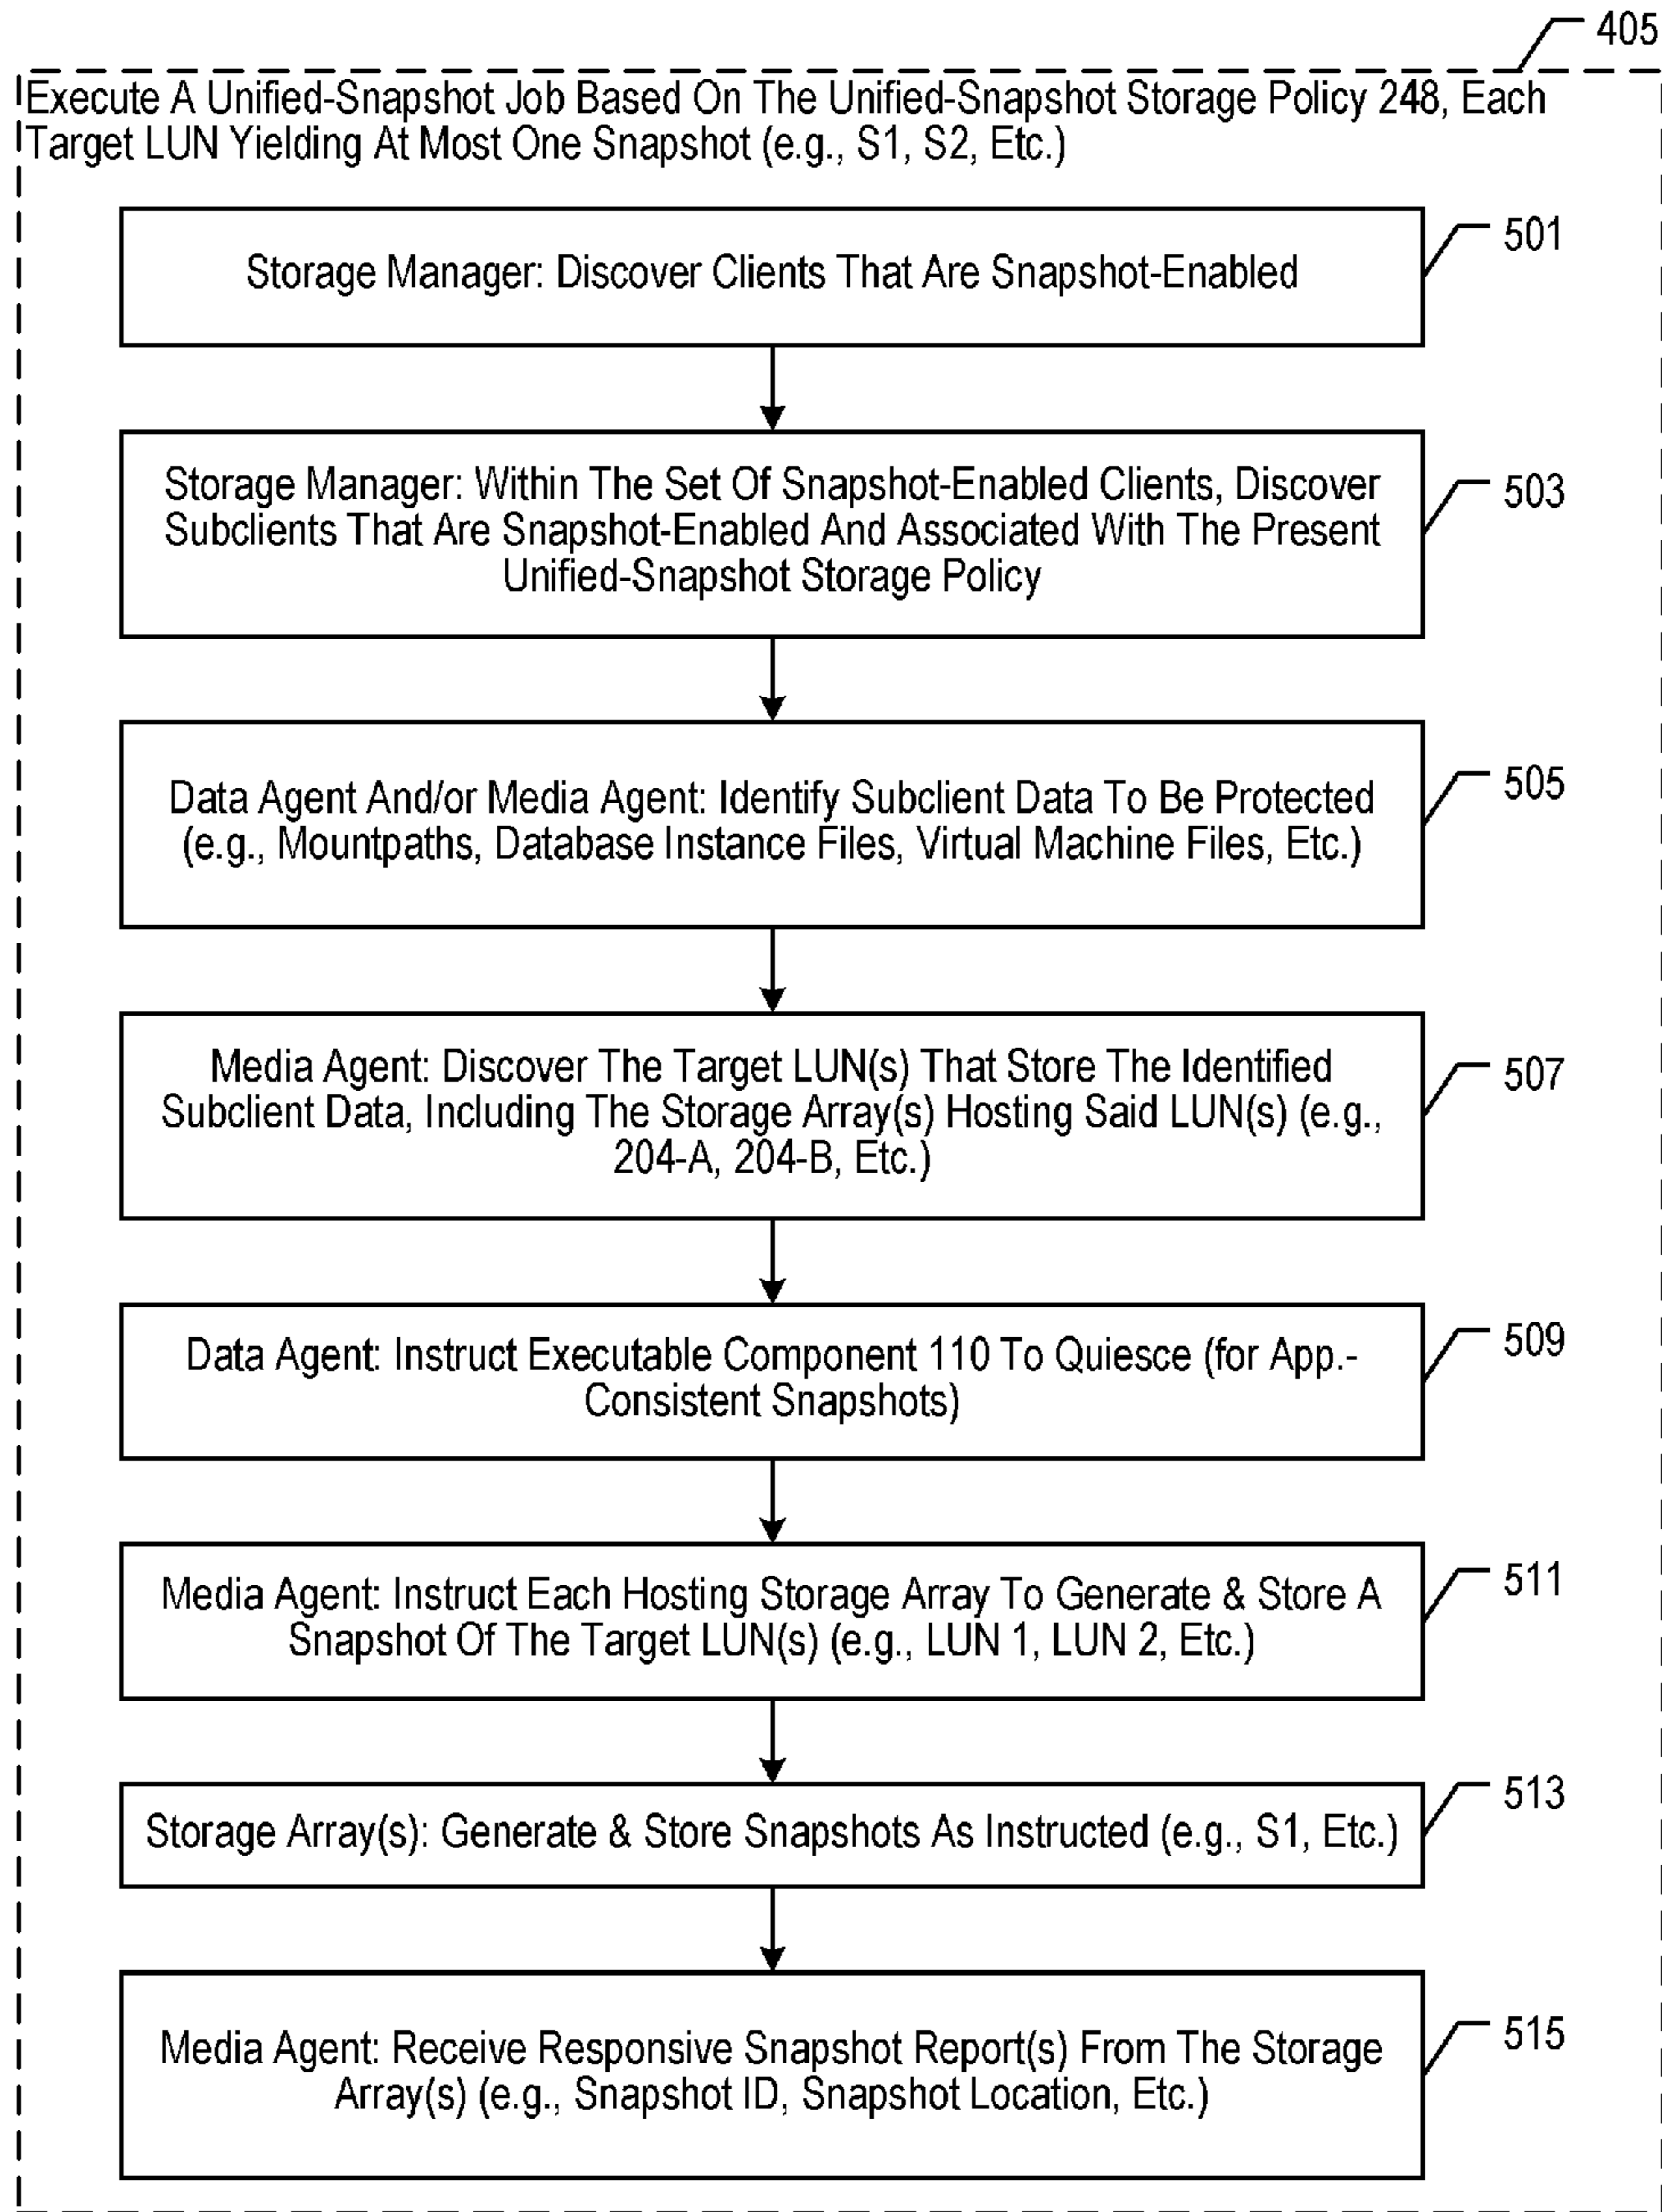 405
Execute A Unified-Snapshot Job Based On The Unified-Snapshot Storage Policy 248, Each
Target LUN Yielding At Most One Snapshot (e.g., S1, S2, Etc.)
Storage Manager: Discover Clients That Are Snapshot-Enabled
501
Storage Manager: Within The Set Of Snapshot-Enabled Clients, Discover
Subclients That Are Snapshot-Enabled And Associated With The Present
Unified-Snapshot Storage Policy
503
Data Agent And/or Media Agent: Identify Subclient Data To Be Protected
(e.g., Mountpaths, Database Instance Files, Virtual Machine Files, Etc.)
505
Media Agent: Discover The Target LUN(s) That Store The Identified
Subclient Data, Including The Storage Array(s) Hosting Said LUN(s) (e.g.,
204-A, 204-B, Etc.)
507
Data Agent: Instruct Executable Component 110 To Quiesce (for App.-
Consistent Snapshots)
509
Media Agent: Instruct Each Hosting Storage Array To Generate & Store A
Snapshot Of The Target LUN(s) (e.g., LUN 1, LUN 2, Etc.)
511
Storage Array(s): Generate & Store Snapshots As Instructed (e.g., S1, Etc.)
513
Media Agent: Receive Responsive Snapshot Report(s) From The Storage
Array(s) (e.g., Snapshot ID, Snapshot Location, Etc.)
515